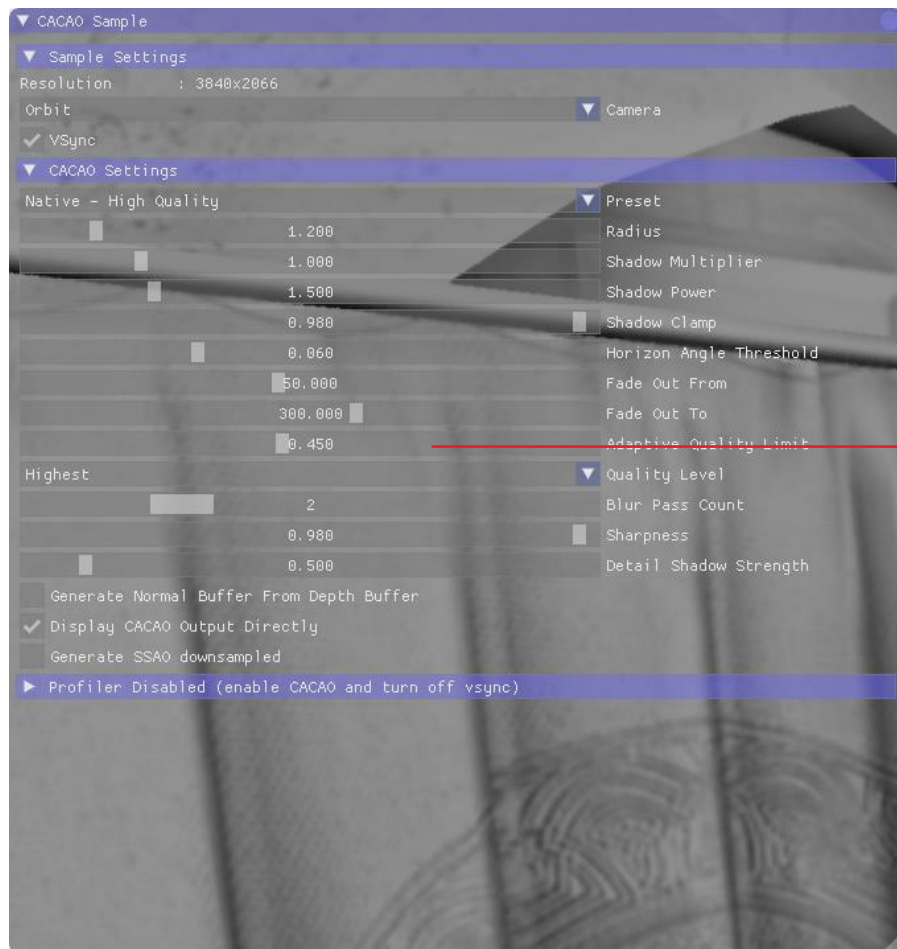 CACAO Sample
Sample Settings
Resolution : 3840x2066
Orbit Camera
VSync
CACAO Settings
Native - High Quality Preset
1.200 Radius
1.000 Shadow Multiplier
1.500 Shadow Power
0.980 Shadow Clamp
0.060 Horizon Angle Threshold
50.000 Fade Out From
300.000 Fade Out To
0.450 Adaptive Quality Limit
Highest Quality Level
2 Blur Pass Count
0.980 Sharpness
0.500 Detail Shadow Strength
Generate Normal Buffer From Depth Buffer
Display CACAO Output Directly
Generate SSAO downsampled
Profiler Disabled (enable CACAO and turn off vsync)